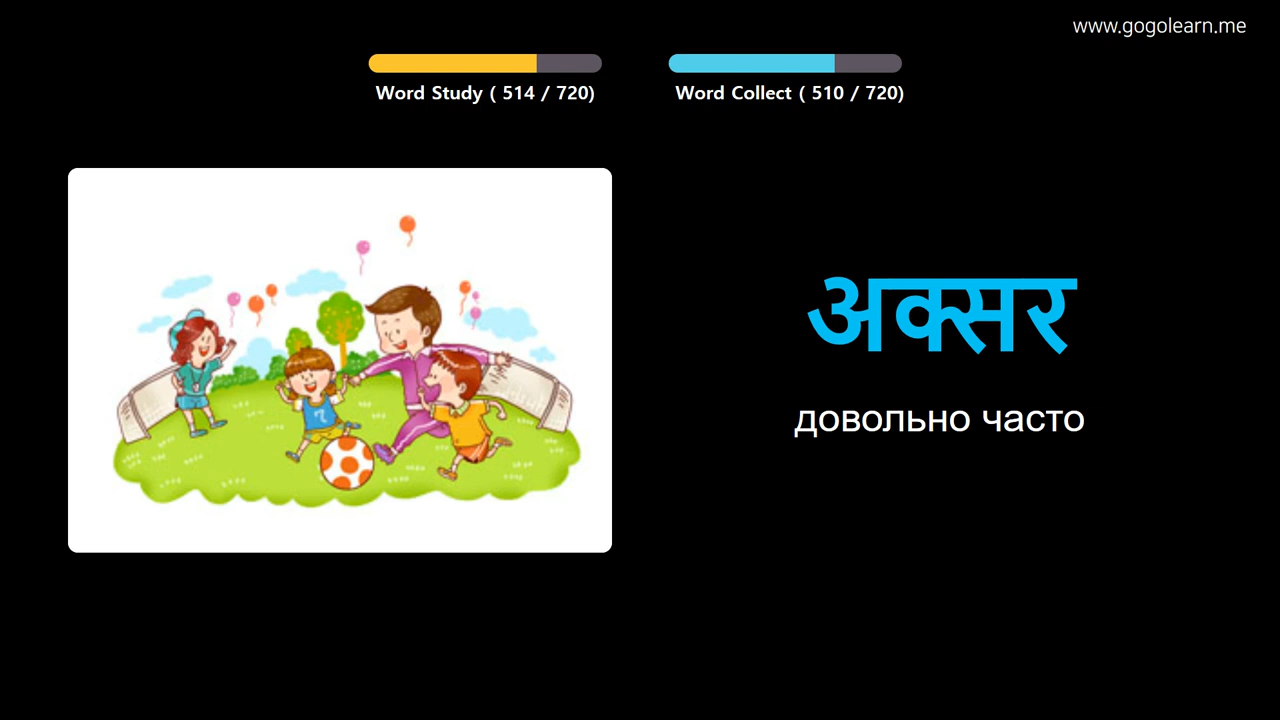 www.gogolearn.me
Word Study ( 514 / 720)
Word Collect ( 510 / 720)
अक्सर
довольно часто